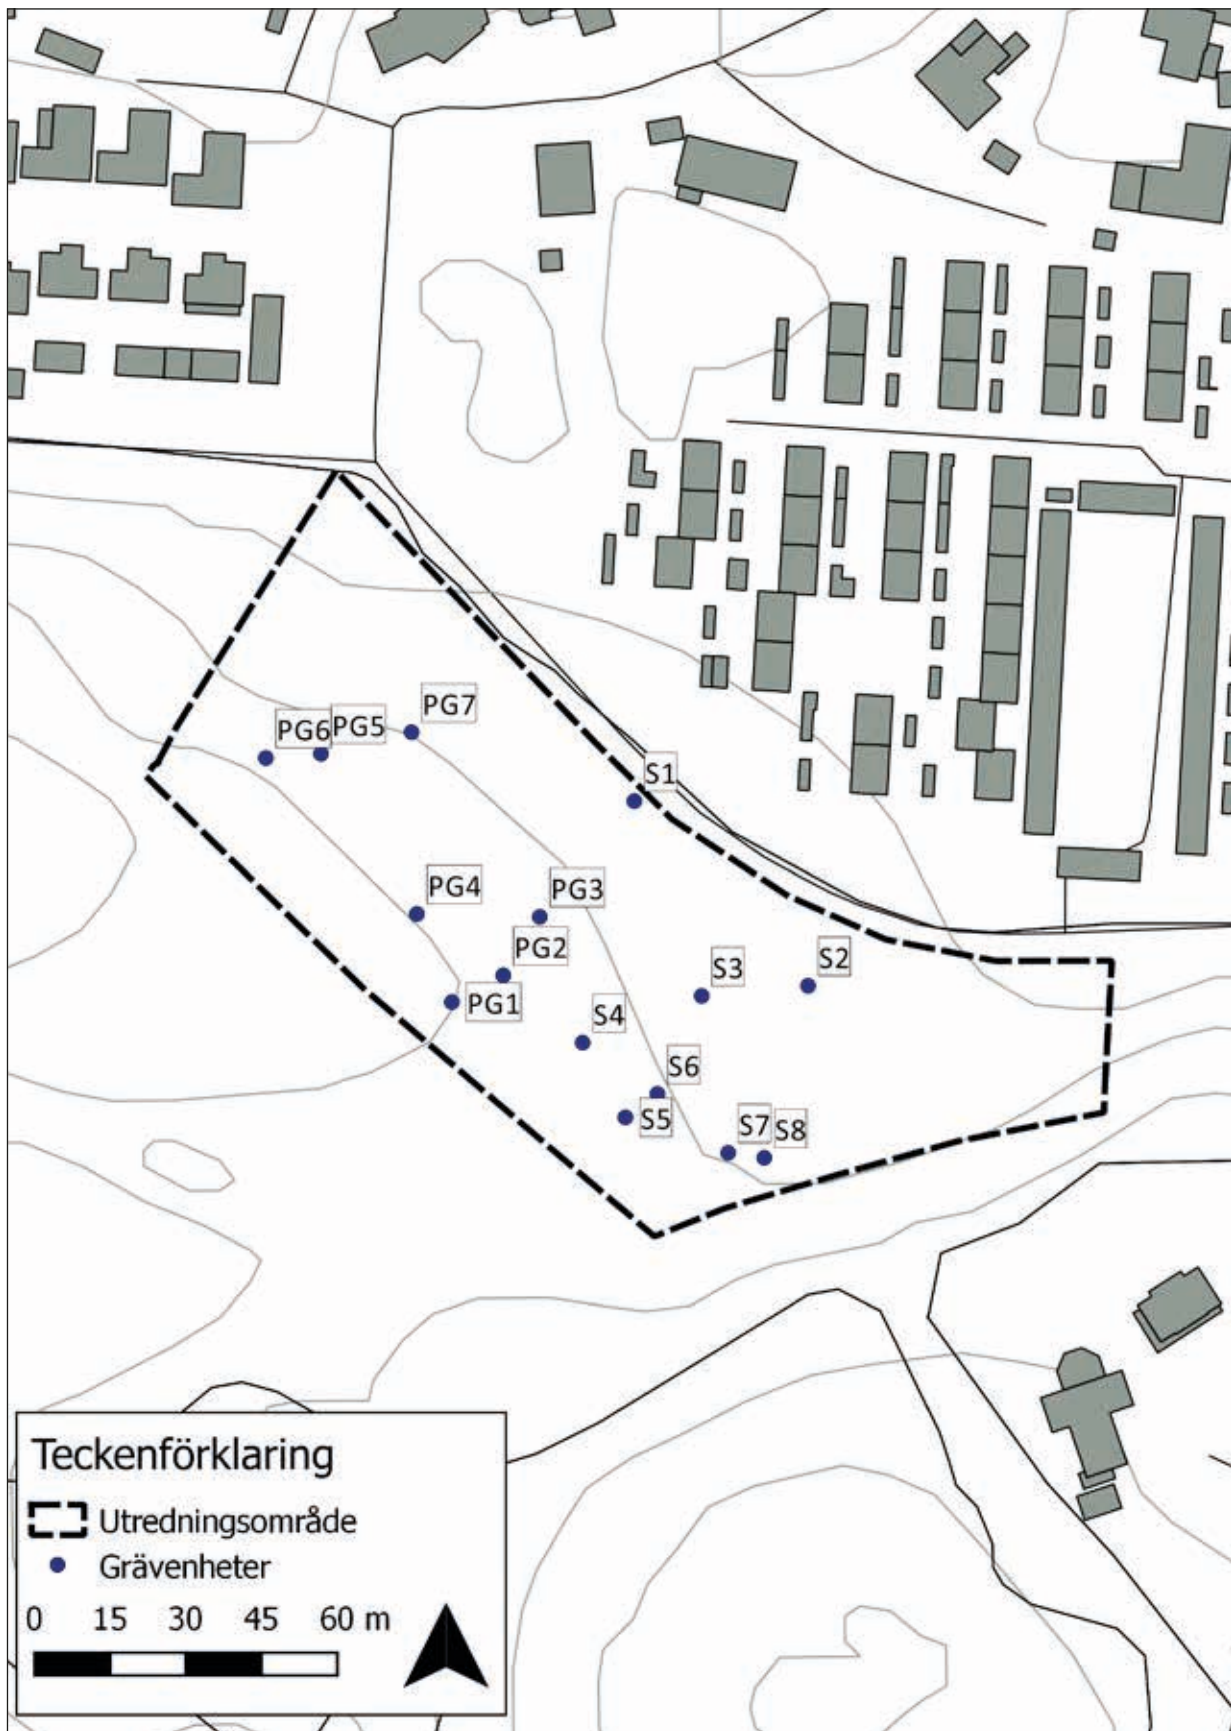 PG7
PG5
PG6
S1
PG4
PG3
PG2
S3
S2
PG1
S4
S6
S5
S7
S8
Teckenförklaring
Utredningsområde
Grävenheter
0 15 30 45 60 m